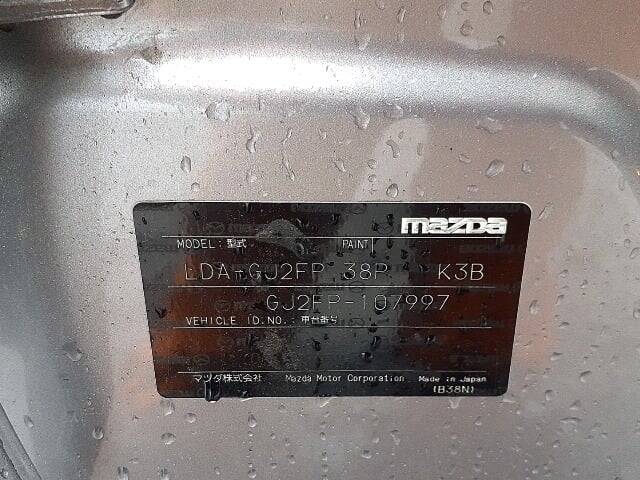 mazda
MODEL: 型式 PAINT
LDA-GJ2FP 38P K3B
GJ2FP-107997
VEHICLE ID.NO.: 車台番号
マツダ株式会社 Mazda Motor Corporation Made in Japan
(B38N)